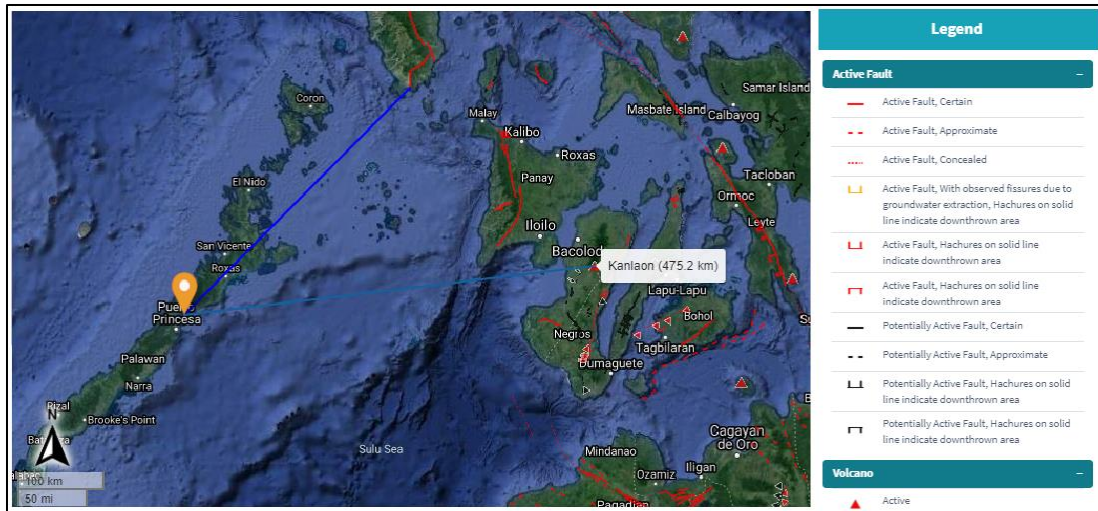 Coron
El Nido
San Vicente
Roxas
Princesa
Palawan
Narra
Rizal
Brooke's Point
N
100 km
50 mi
Sulu Sea
Malay
Kalibo
Roxas
Panay
Iloilo
Bacolod
Kanlaon (475.2 km)
Lapu-Lapu
Negros
Bohol
Tagbilaran
Dumaguete
Masbate Island
Calbayog
Samar Island
Tacloban
Ormoc
Leyte
Cagayan
de Oro
Mindanao
Ozamiz
Iligan
Pagadian
Legend
Active Fault
Active Fault, Certain
Active Fault, Approximate
Active Fault, Concealed
Active Fault, With observed fissures due to
groundwater extraction, Hachures on solid
line indicate downthrown area
Active Fault, Hachures on solid line
indicate downthrown area
Active Fault, Hachures on solid line
indicate downthrown area
Potentially Active Fault, Certain
Potentially Active Fault, Approximate
Potentially Active Fault, Hachures on solid
line indicate downthrown area
Potentially Active Fault, Hachures on solid
line indicate downthrown area
Volcano
Active